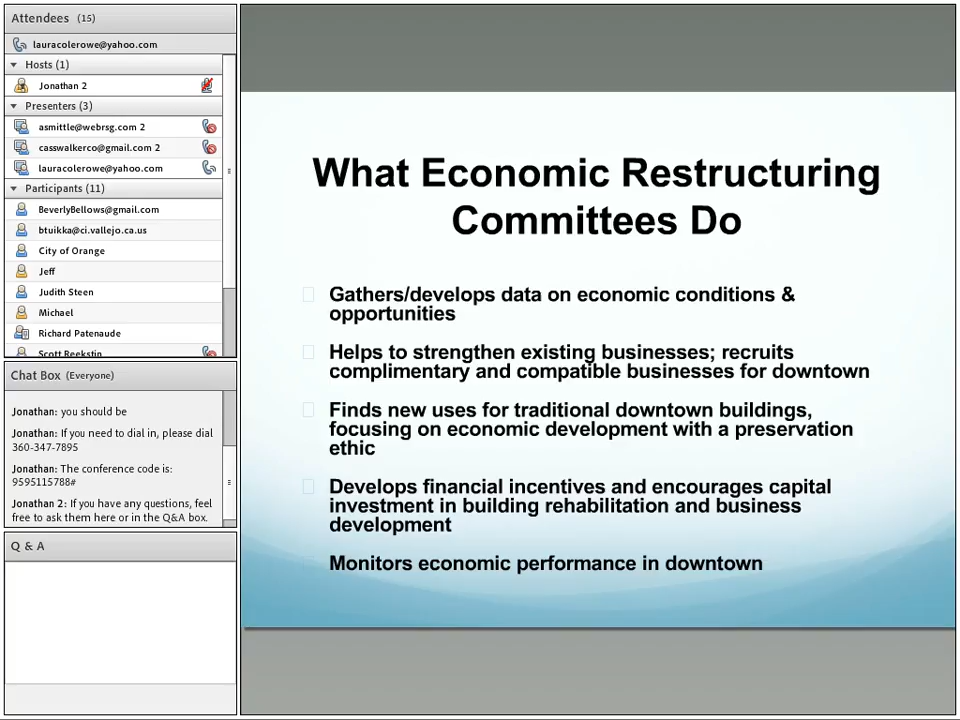 Attendees (15)
lauracolerowe@yahoo.com
Hosts (1)
Jonathan 2
Presenters (3)
asmittle@webrsg.com 2
casswalkerco@gmail.com 2
lauracolerowe@yahoo.com
Participants (11)
BeverlyBellows@gmail.com
btuikka@ci.vallejo.ca.us
City of Orange
Jeff
Judith Steen
Michael
Richard Patenaude
Scott Reekstin
Chat Box (Everyone)
Jonathan: you should be
Jonathan: If you need to dial in, please dial
360-347-7895
Jonathan: The conference code is:
9595115788#
Jonathan 2: If you have any questions, feel
free to ask them here or in the Q&A box.
Q & A
What Economic Restructuring
Committees Do
Gathers/develops data on economic conditions &
opportunities
Helps to strengthen existing businesses; recruits
complimentary and compatible businesses for downtown
Finds new uses for traditional downtown buildings,
focusing on economic development with a preservation
ethic
Develops financial incentives and encourages capital
investment in building rehabilitation and business
development
Monitors economic performance in downtown